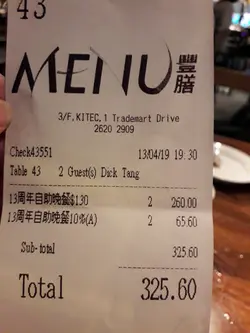 43
MENU 豐膳
3/F,KITEC,1 Trademart Drive
2620 2909
Check43551 13/04/19 19:30
Table 43 2 Guest(s) Dick Tang
13周年自助晚餐$130 2 260.00
13周年自助晚餐10%(A) 2 65.60
Sub-total 325.60
Total 325.60